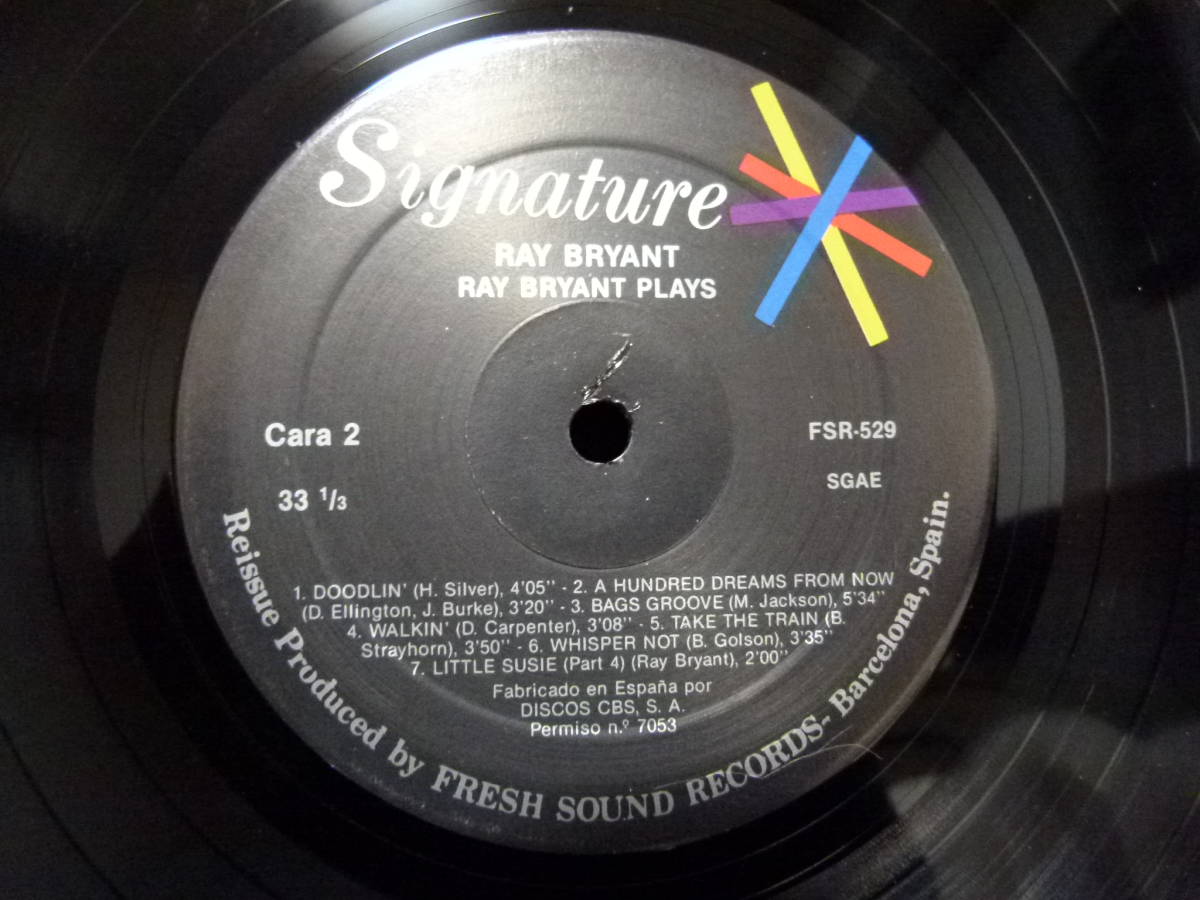 Signature
RAY BRYANT
RAY BRYANT PLAYS
Cara 2
33 1/3
FSR-529
SGAE
1. DOODLIN' (H. Silver), 4'05" - 2. A HUNDRED DREAMS FROM NOW
(D. Ellington, J. Burke), 3'20" - 3. BAGS GROOVE (M. Jackson), 5'34"
4. WALKIN' (D. Carpenter), 3'08" - 5. TAKE THE TRAIN (B.
Strayhorn), 3'50" - 6. WHISPER NOT (B. Golson), 3'35"
7. LITTLE SUSIE (Part 4) (Ray Bryant), 2'00"
Fabricado en España por
DISCOS CBS, S. A.
Permiso n.º 7053
Reissue Produced by FRESH SOUND RECORDS- Barcelona, Spain.